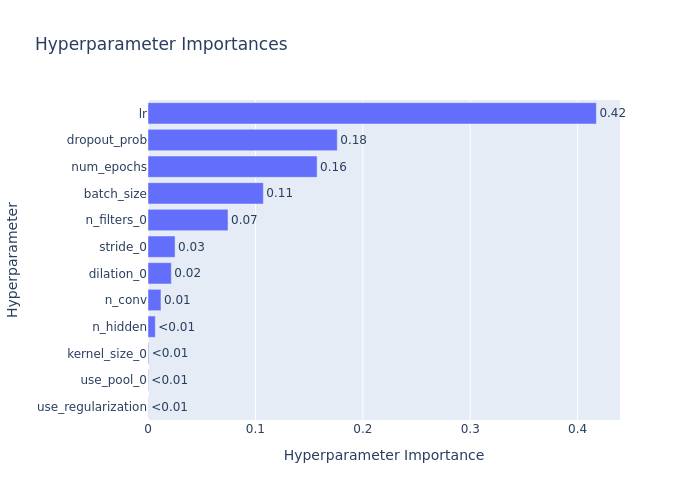 Hyperparameter Importances
Hyperparameter
lr 0.42
dropout_prob 0.18
num_epochs 0.16
batch_size 0.11
n_filters_0 0.07
stride_0 0.03
dilation_0 0.02
n_conv 0.01
n_hidden <0.01
kernel_size_0 <0.01
use_pool_0 <0.01
use_regularization <0.01
0 0.1 0.2 0.3 0.4
Hyperparameter Importance